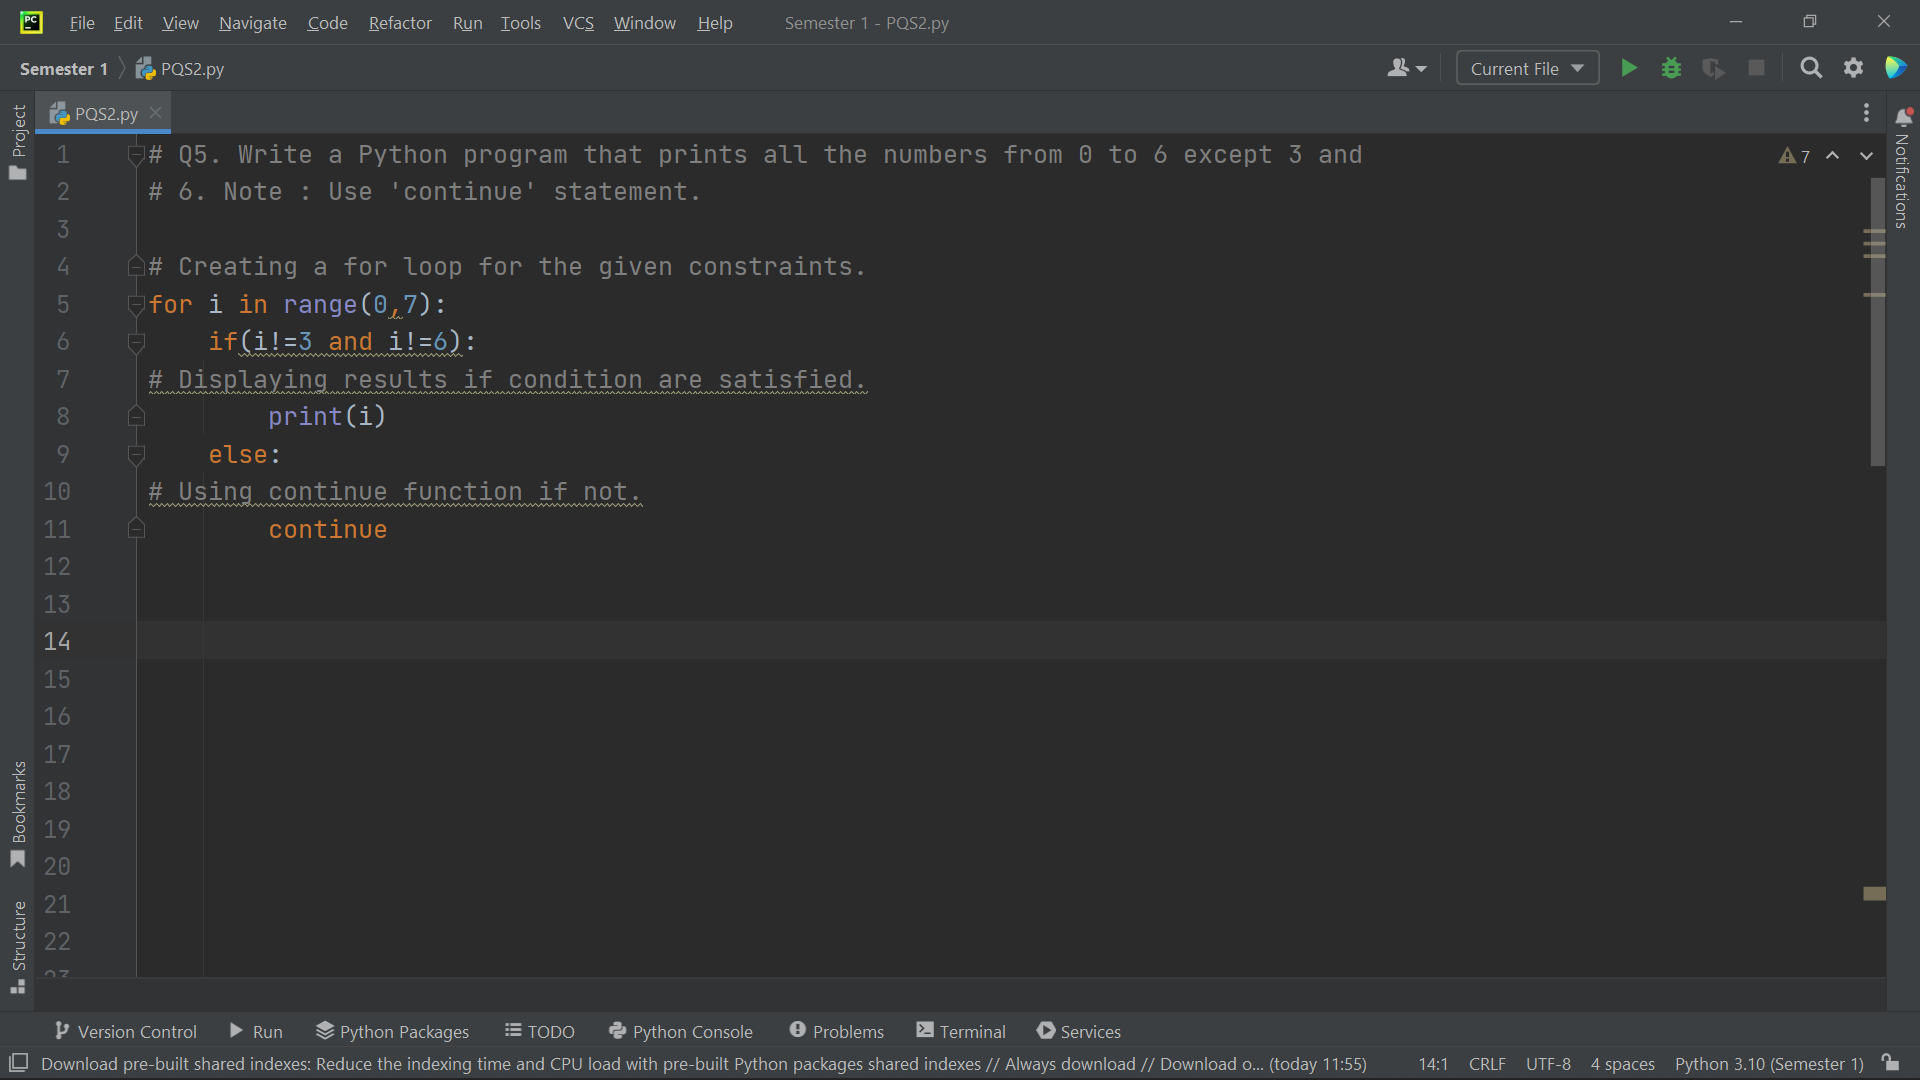 PC File Edit View Navigate Code Refactor Run Tools VCS Window Help Semester 1 - PQS2.py
Semester 1 PQS2.py Current File
Project
PQS2.py
1 # Q5. Write a Python program that prints all the numbers from 0 to 6 except 3 and
7
2 # 6. Note : Use 'continue' statement.
Notifications
3
4 # Creating a for loop for the given constraints.
5 for i in range(0,7):
6     if(i!=3 and i!=6):
7 # Displaying results if condition are satisfied.
8         print(i)
9     else:
10 # Using continue function if not.
11         continue
12
13
14
15
16
17
18
19
20
21
22
23
Bookmarks
Structure
Version Control Run Python Packages TODO Python Console Problems Terminal Services
Download pre-built shared indexes: Reduce the indexing time and CPU load with pre-built Python packages shared indexes // Always download // Download o... (today 11:55) 14:1 CRLF UTF-8 4 spaces Python 3.10 (Semester 1)